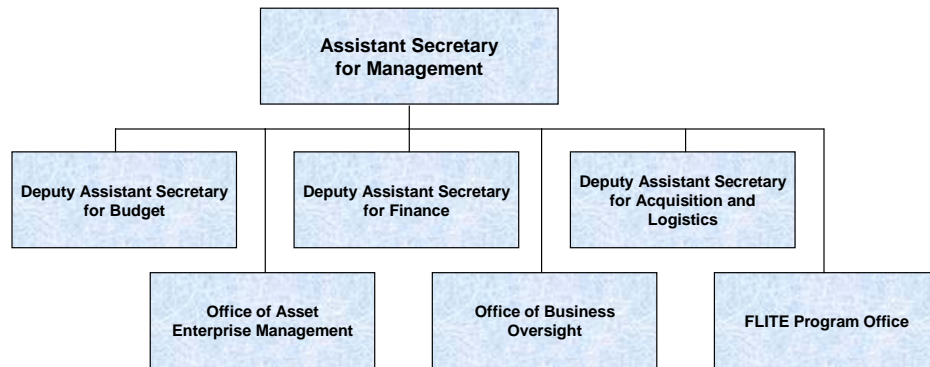 Assistant Secretary
for Management
Deputy Assistant Secretary
for Budget
Deputy Assistant Secretary
for Finance
Deputy Assistant Secretary
for Acquisition and
Logistics
Office of Asset
Enterprise Management
Office of Business
Oversight
FLITE Program Office